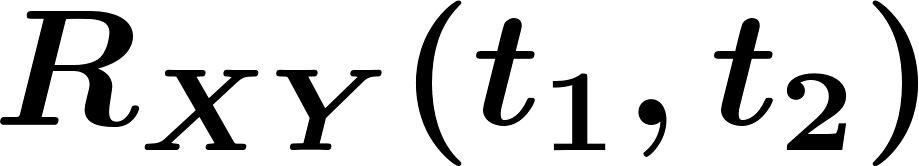 R_{XY}(t_1, t_2)